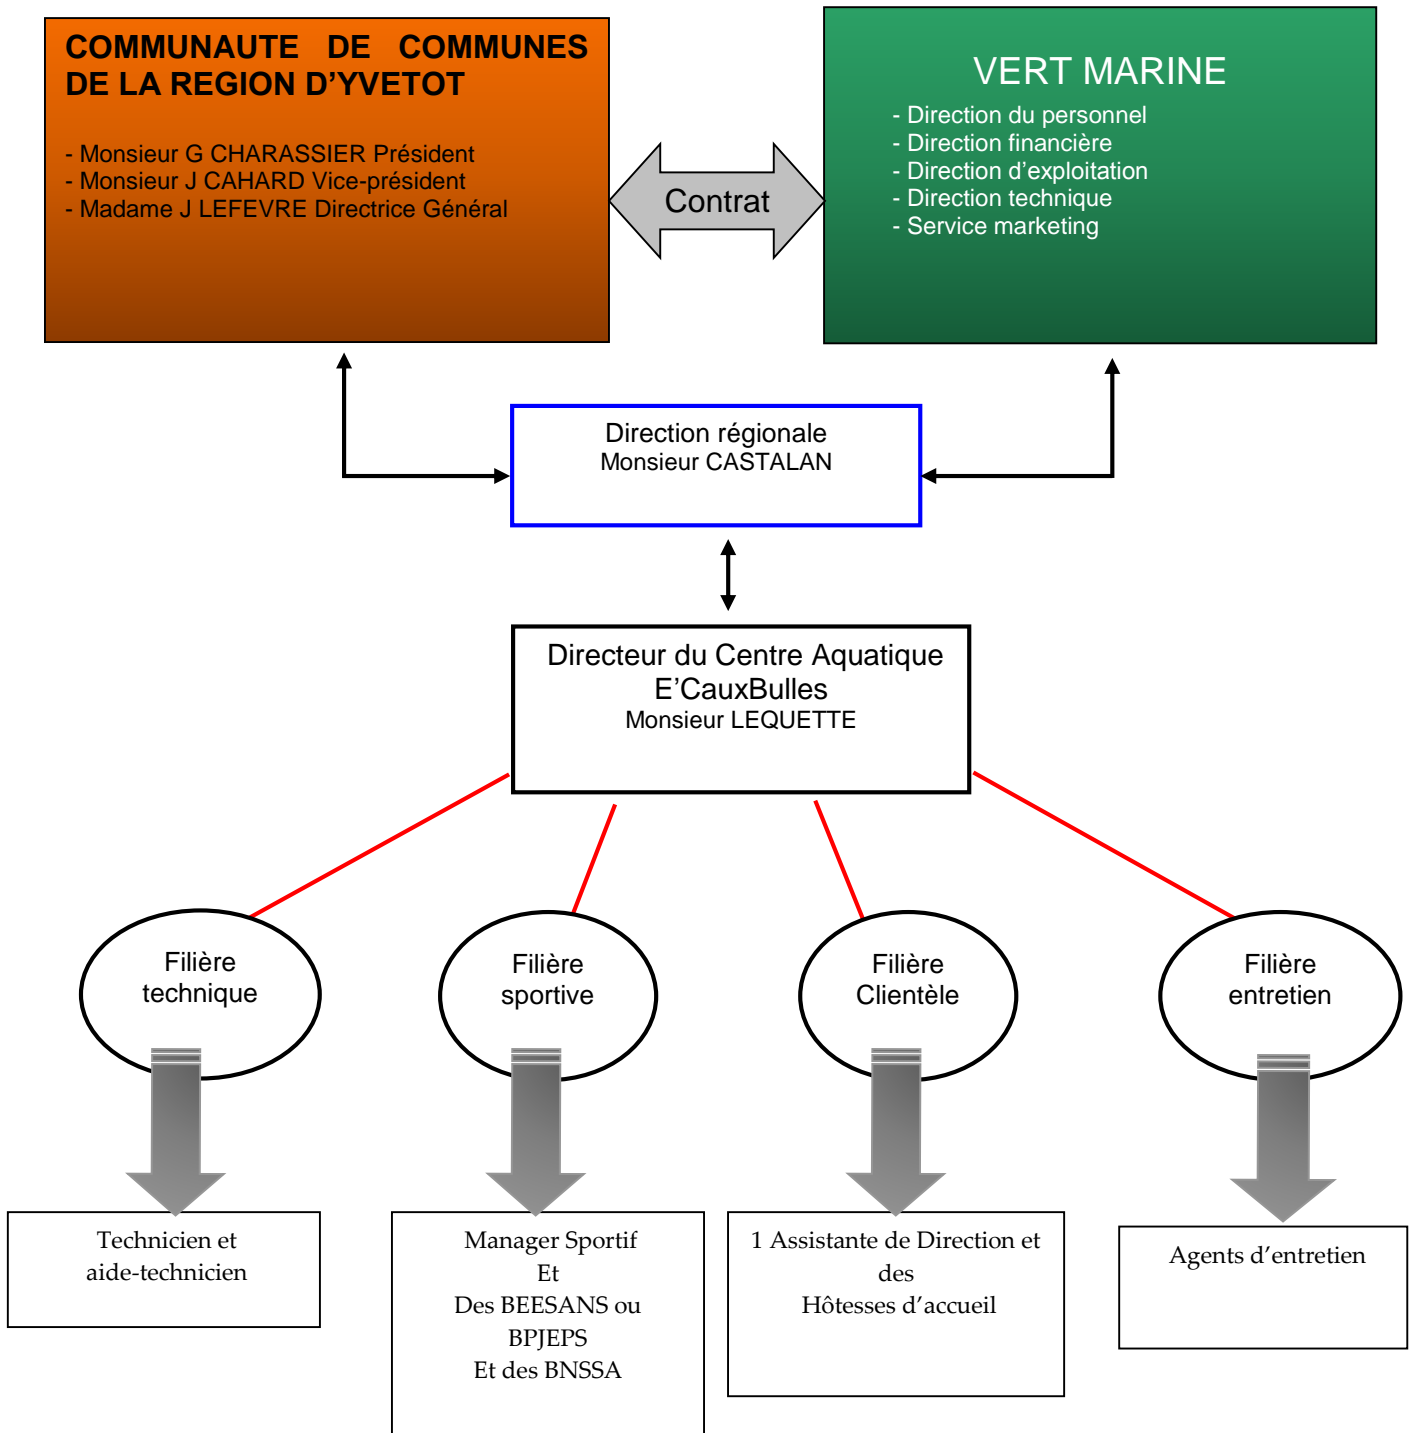 COMMUNAUTE DE COMMUNES
DE LA REGION D'YVETOT
- Monsieur G CHARASSIER Président
- Monsieur J CAHARD Vice-président
- Madame J LEFEVRE Directrice Général
Contrat
VERT MARINE
- Direction du personnel
- Direction financière
- Direction d'exploitation
- Direction technique
- Service marketing
Direction régionale
Monsieur CASTALAN
Directeur du Centre Aquatique
E'CauxBulles
Monsieur LEQUETTE
Filière
technique
Filière
sportive
Filière
Clientèle
Filière
entretien
Technicien et
aide-technicien
Manager Sportif
Et
Des BEESANS ou
BPJEPS
Et des BNSSA
1 Assistante de Direction et
des
Hôtesses d'accueil
Agents d'entretien